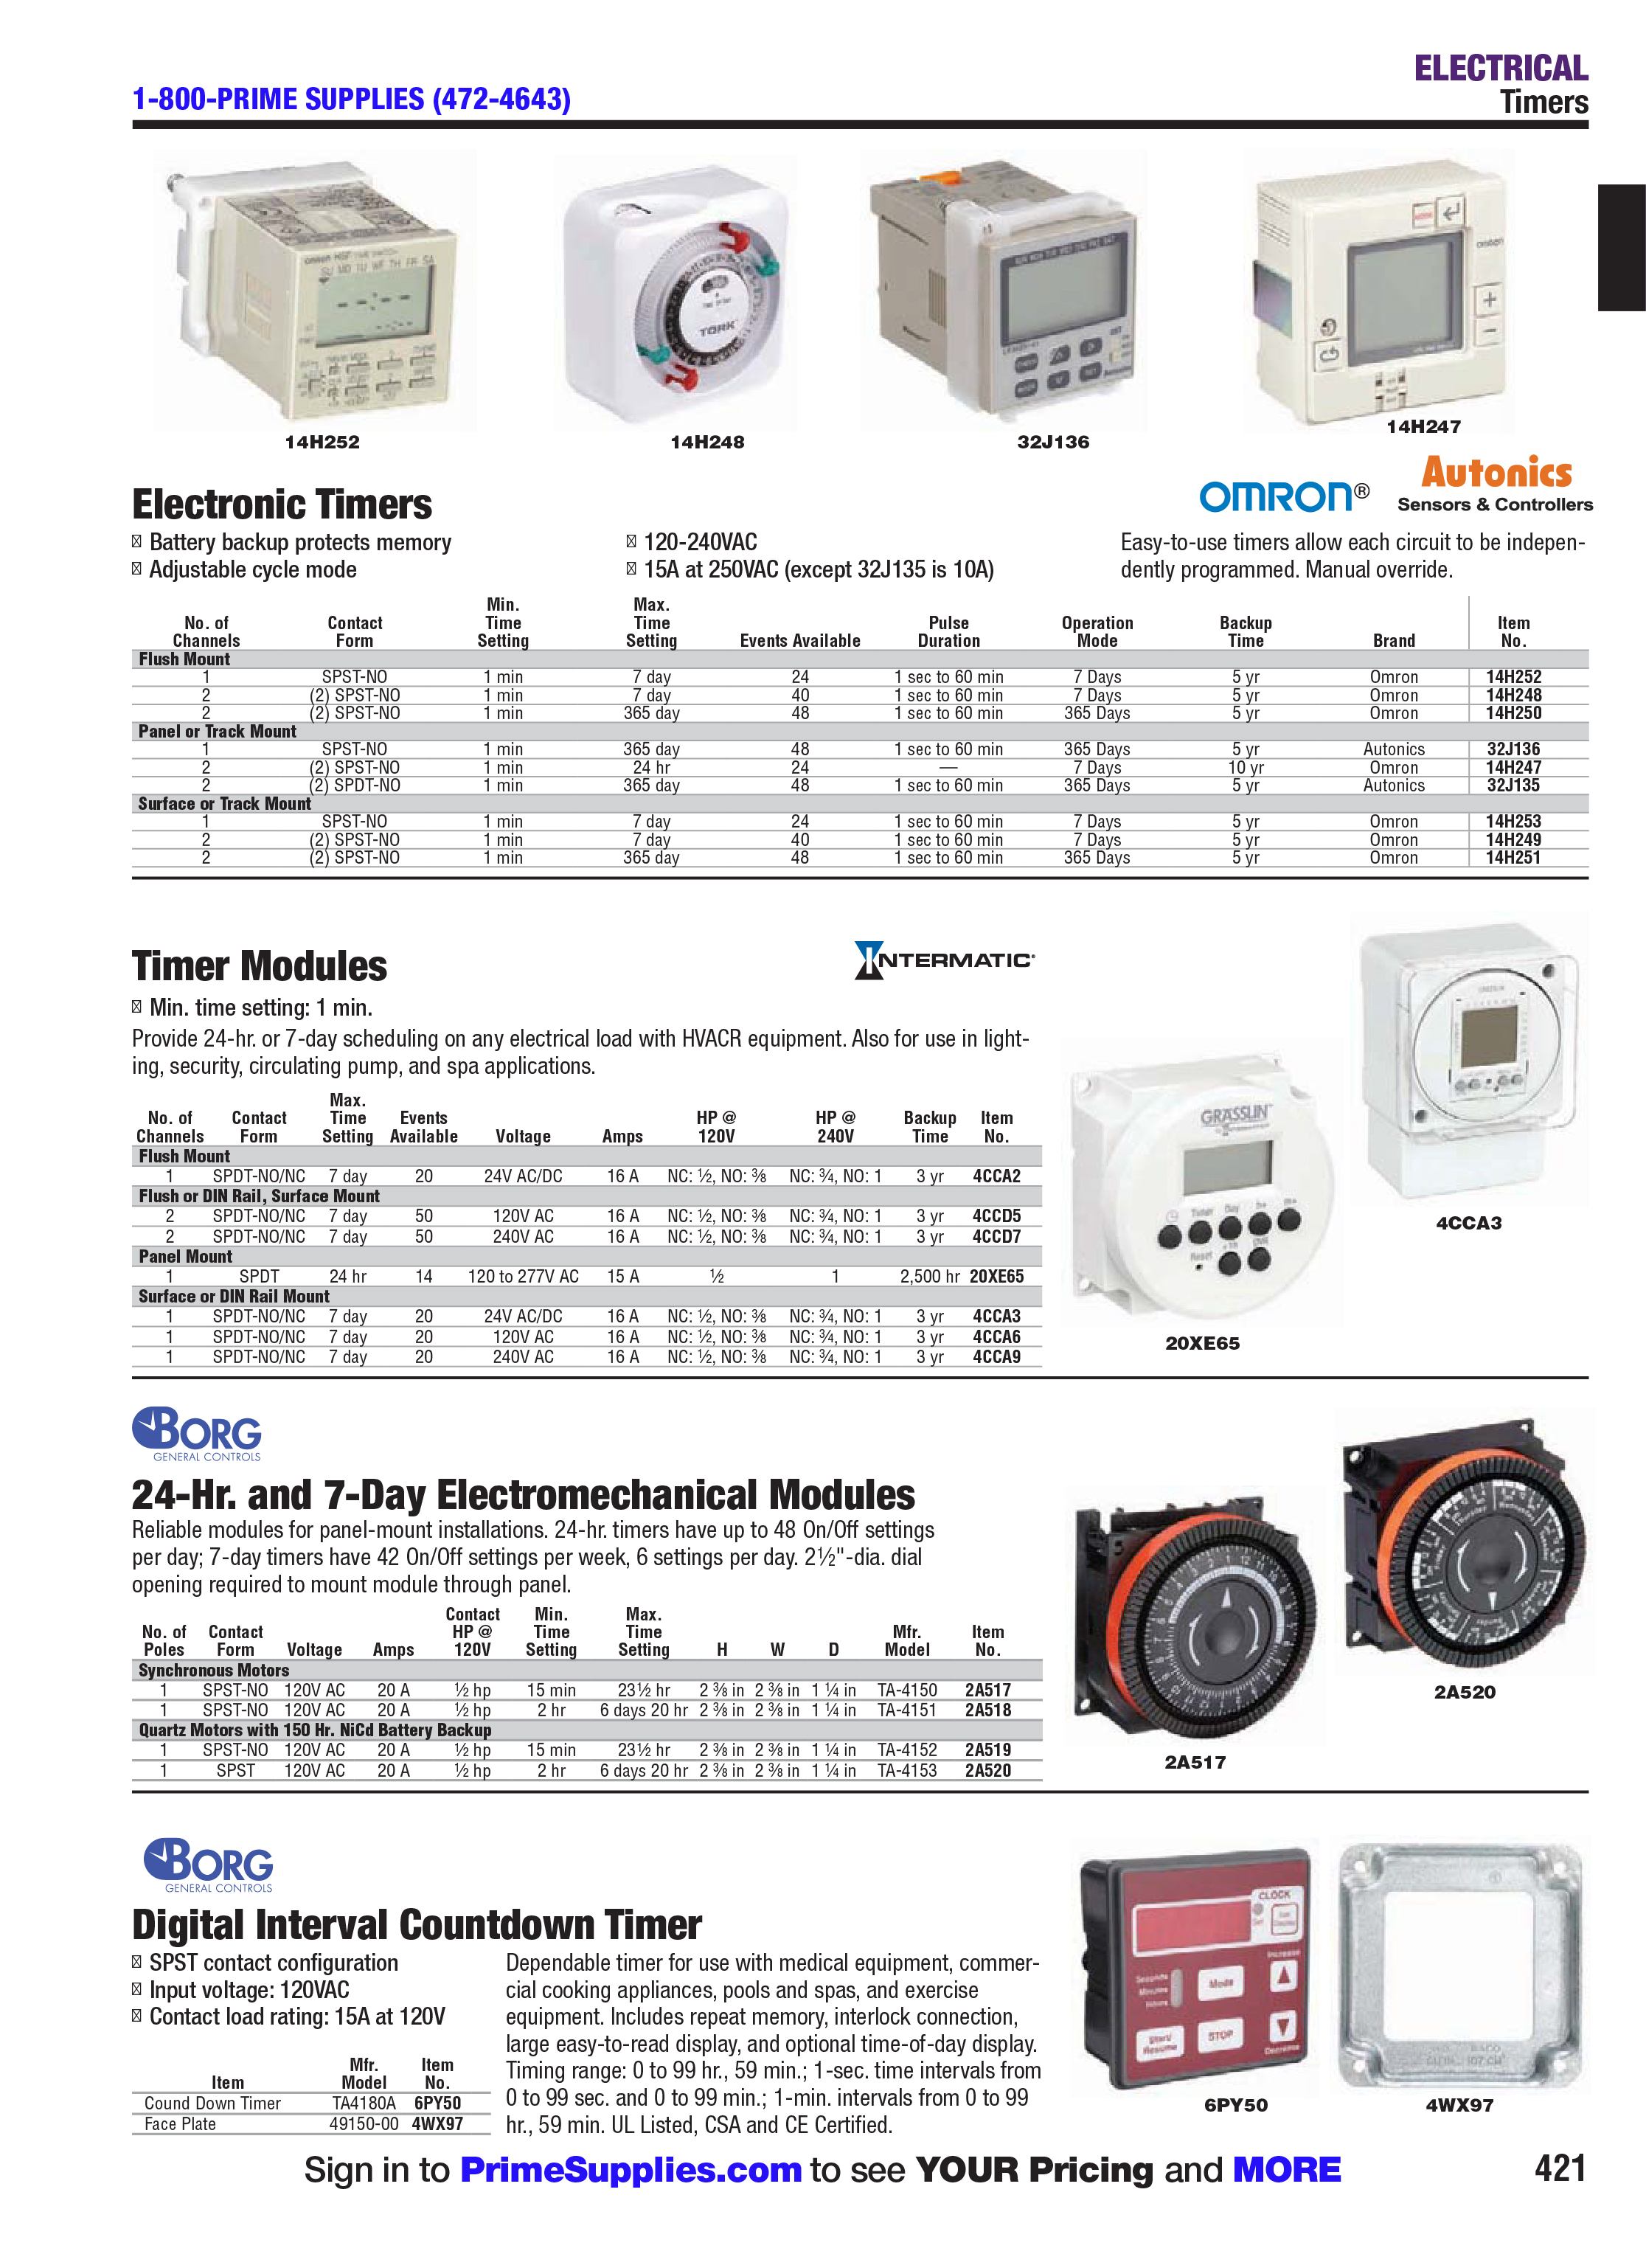 ELECTRICAL
1-800-PRIME SUPPLIES (472-4643)
Timers
14H252
14H248
32J136
14H247
OMRON®
Autonics
Sensors & Controllers
Electronic Timers
Battery backup protects memory
Adjustable cycle mode
120-240VAC
15A at 250VAC (except 32J135 is 10A)
Easy-to-use timers allow each circuit to be indepen-
dently programmed. Manual override.
No. of Channels Contact Form Min. Time Setting Max. Time Setting Events Available Pulse Duration Operation Mode Backup Time Brand Item No.
Flush Mount
1 SPST-NO 1 min 7 day 24 1 sec to 60 min 7 Days 5 yr Omron 14H252
2 (2) SPST-NO 1 min 7 day 40 1 sec to 60 min 7 Days 5 yr Omron 14H248
2 (2) SPST-NO 1 min 365 day 48 1 sec to 60 min 365 Days 5 yr Omron 14H250
Panel or Track Mount
1 SPST-NO 1 min 365 day 48 1 sec to 60 min 365 Days 5 yr Autonics 32J136
2 (2) SPST-NO 1 min 24 hr 24 — 7 Days 10 yr Omron 14H247
2 (2) SPDT-NO 1 min 365 day 48 1 sec to 60 min 365 Days 5 yr Autonics 32J135
Surface or Track Mount
1 SPST-NO 1 min 7 day 24 1 sec to 60 min 7 Days 5 yr Omron 14H253
2 (2) SPST-NO 1 min 7 day 40 1 sec to 60 min 7 Days 5 yr Omron 14H249
2 (2) SPST-NO 1 min 365 day 48 1 sec to 60 min 365 Days 5 yr Omron 14H251
Timer Modules
INTERMATIC®
Min. time setting: 1 min.
Provide 24-hr. or 7-day scheduling on any electrical load with HVACR equipment. Also for use in light-
ing, security, circulating pump, and spa applications.
No. of Channels Contact Form Max. Time Setting Events Available Voltage Amps HP @ 120V HP @ 240V Backup Time Item No.
Flush Mount
1 SPDT-NO/NC 7 day 20 24V AC/DC 16 A NC: ½, NO: ⅜ NC: ¾, NO: 1 3 yr 4CCA2
Flush or DIN Rail, Surface Mount
2 SPDT-NO/NC 7 day 50 120V AC 16 A NC: ½, NO: ⅜ NC: ¾, NO: 1 3 yr 4CCD5
2 SPDT-NO/NC 7 day 50 240V AC 16 A NC: ½, NO: ⅜ NC: ¾, NO: 1 3 yr 4CCD7
Panel Mount
1 SPDT 24 hr 14 120 to 277V AC 15 A ½ 1 2,500 hr 20XE65
Surface or DIN Rail Mount
1 SPDT-NO/NC 7 day 20 24V AC/DC 16 A NC: ½, NO: ⅜ NC: ¾, NO: 1 3 yr 4CCA3
1 SPDT-NO/NC 7 day 20 120V AC 16 A NC: ½, NO: ⅜ NC: ¾, NO: 1 3 yr 4CCA6
1 SPDT-NO/NC 7 day 20 240V AC 16 A NC: ½, NO: ⅜ NC: ¾, NO: 1 3 yr 4CCA9
GRÄSSLIN
20XE65
4CCA3
BORG
GENERAL CONTROLS
24-Hr. and 7-Day Electromechanical Modules
Reliable modules for panel-mount installations. 24-hr. timers have up to 48 On/Off settings
per day; 7-day timers have 42 On/Off settings per week, 6 settings per day. 2½"-dia. dial
opening required to mount module through panel.
No. of Poles Contact Form Voltage Amps Contact HP @ 120V Min. Time Setting Max. Time Setting H W D Mfr. Model Item No.
Synchronous Motors
1 SPST-NO 120V AC 20 A ½ hp 15 min 23½ hr 2 ⅜ in 2 ⅜ in 1 ¼ in TA-4150 2A517
1 SPST-NO 120V AC 20 A ½ hp 2 hr 6 days 20 hr 2 ⅜ in 2 ⅜ in 1 ¼ in TA-4151 2A518
Quartz Motors with 150 Hr. NiCd Battery Backup
1 SPST-NO 120V AC 20 A ½ hp 15 min 23½ hr 2 ⅜ in 2 ⅜ in 1 ¼ in TA-4152 2A519
1 SPST 120V AC 20 A ½ hp 2 hr 6 days 20 hr 2 ⅜ in 2 ⅜ in 1 ¼ in TA-4153 2A520
2A517
2A520
BORG
GENERAL CONTROLS
Digital Interval Countdown Timer
SPST contact configuration
Input voltage: 120VAC
Contact load rating: 15A at 120V
Item Mfr. Model Item No.
Cound Down Timer TA4180A 6PY50
Face Plate 49150-00 4WX97
Dependable timer for use with medical equipment, commer-
cial cooking appliances, pools and spas, and exercise
equipment. Includes repeat memory, interlock connection,
large easy-to-read display, and optional time-of-day display.
Timing range: 0 to 99 hr., 59 min.; 1-sec. time intervals from
0 to 99 sec. and 0 to 99 min.; 1-min. intervals from 0 to 99
hr., 59 min. UL Listed, CSA and CE Certified.
CLOCK
Increase
Mode
STOP
Start/
Resume
Decrease
6PY50
4WX97
Sign in to PrimeSupplies.com to see YOUR Pricing and MORE
421